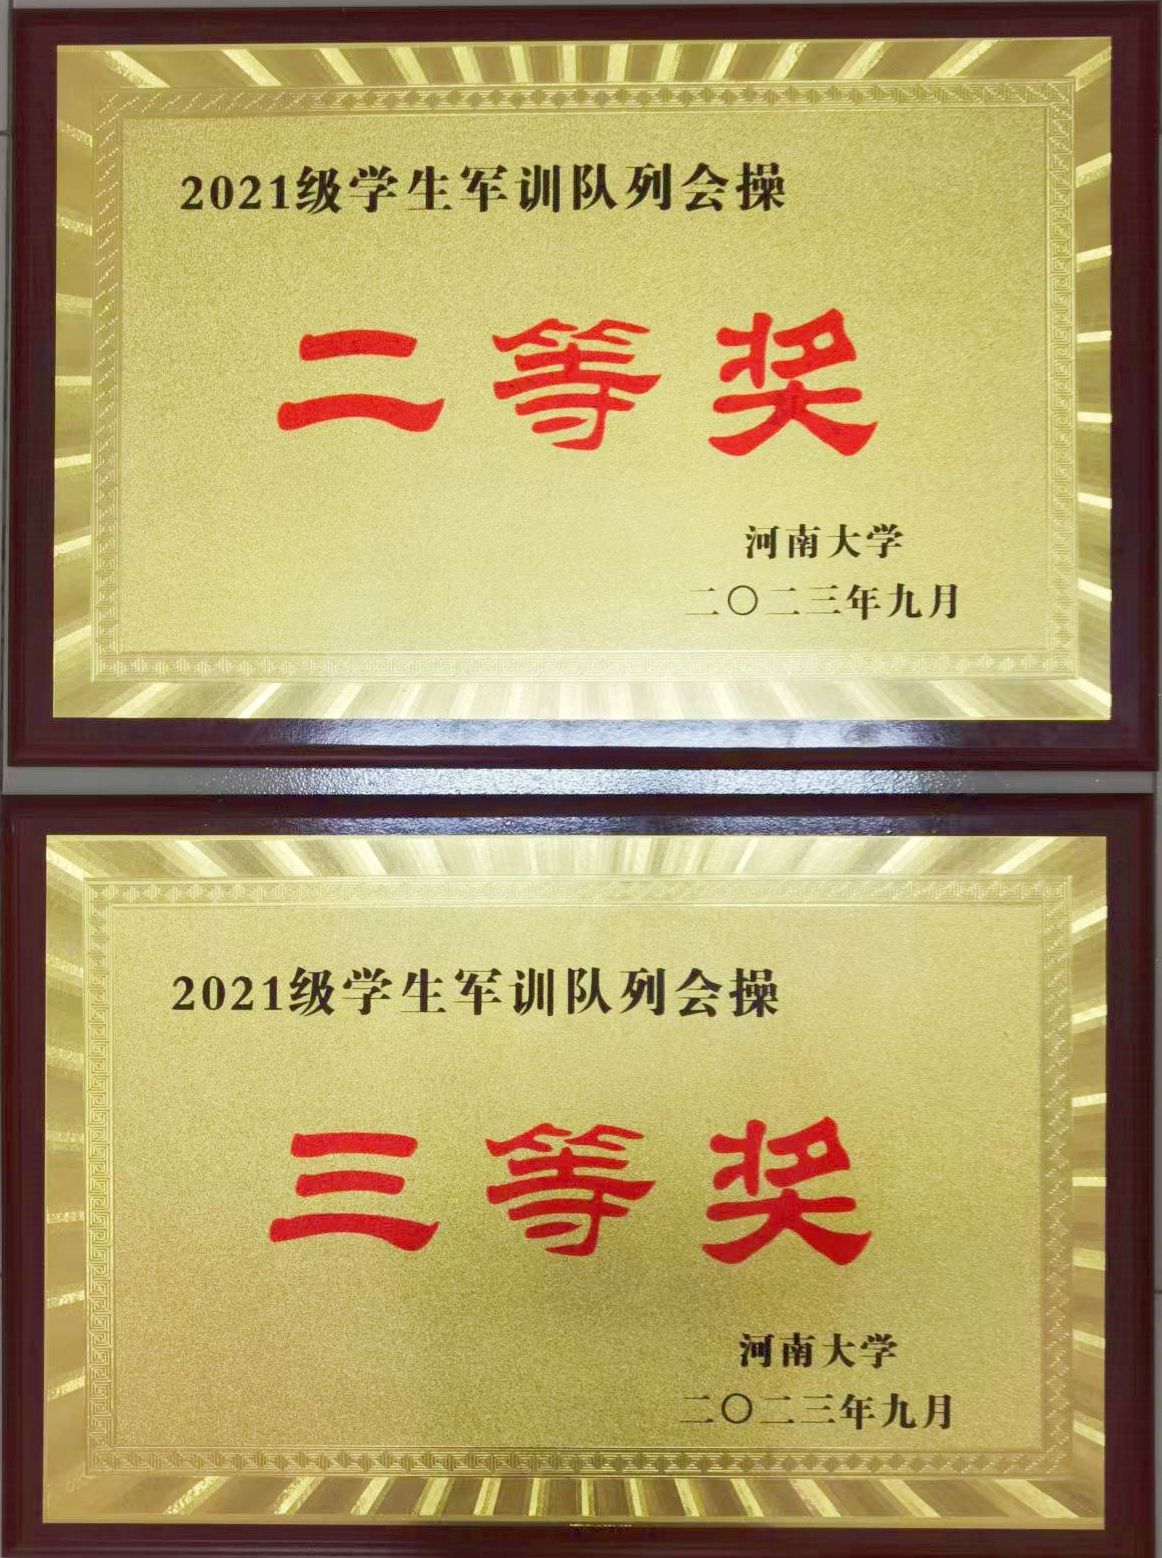 2021级学生军训队列会操
二等奖
河南大学
二〇二三年九月
2021级学生军训队列会操
三等奖
河南大学
二〇二三年九月